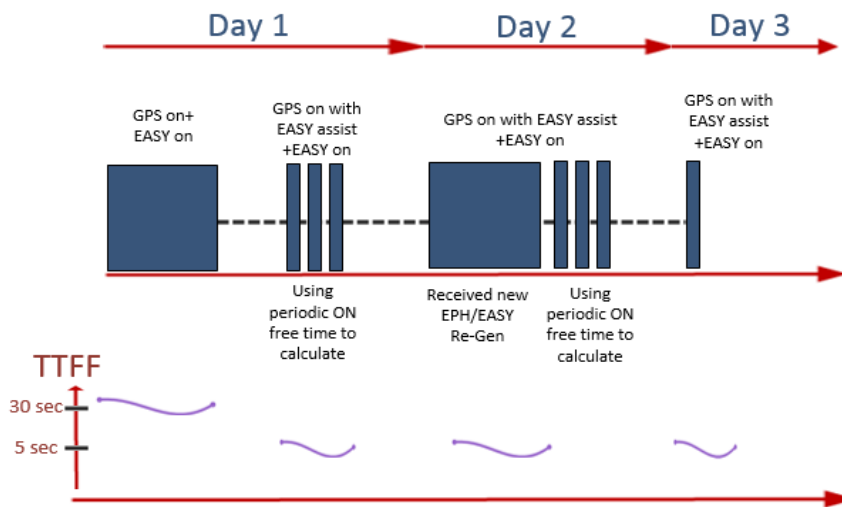 Day 1
Day 2
Day 3
GPS on+
EASY on
GPS on with
EASY assist
+EASY on
GPS on with EASY assist
+EASY on
GPS on with
EASY assist
+EASY on
Using
periodic ON
free time to
calculate
Received new
EPH/EASY
Re-Gen
Using
periodic ON
free time to
calculate
TTFF
30 sec
5 sec